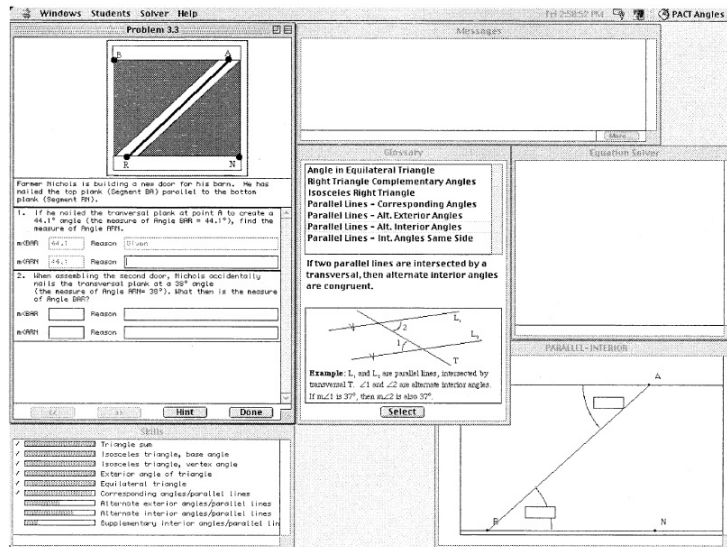 Windows Students Solver Help
Fri 2:58:52 PM
PACT Angles
Problem 3.3
B A
R N
Farmer Nichols is building a new door for his barn. He has
nailed the top plank (Segment BA) parallel to the bottom
plank (Segment RN).
1. If he nailed the tranversal plank at point A to create a
44.1° angle (the measure of Angle BAR = 44.1°), find the
measure of Angle ARN.
m<BAR 44.1 Reason Given
m<ARN 44.1 Reason
2. When assembling the second door, Nichols accidentally
nails the transversal plank at a 38° angle
(the measure of Angle ARN= 38°). What then is the measure
of Angle BAR?
m<BAR Reason
m<ARN Reason
<< >> Hint Done
Skills
Triangle sum
Isosceles triangle, base angle
Isosceles triangle, vertex angle
Exterior angle of triangle
Equilateral triangle
Corresponding angles/parallel lines
Alternate exterior angles/parallel lines
Alternate interior angles/parallel lines
Supplementary interior angles/parallel lin
Messages
More...
Glossary
Angle in Equilateral Triangle
Right Triangle Complementary Angles
Isosceles Right Triangle
Parallel Lines - Corresponding Angles
Parallel Lines - Alt. Exterior Angles
Parallel Lines - Alt. Interior Angles
Parallel Lines - Int. Angles Same Side
If two parallel lines are intersected by a
transversal, then alternate interior angles
are congruent.
L₁
2
L₂
1
T
Example: L₁ and L₂ are parallel lines, intersected by
transversal T. ∠1 and ∠2 are alternate interior angles.
If m∠1 is 37°, then m∠2 is also 37°.
Select
Equation Solver
PARALLEL-INTERIOR
A
R N